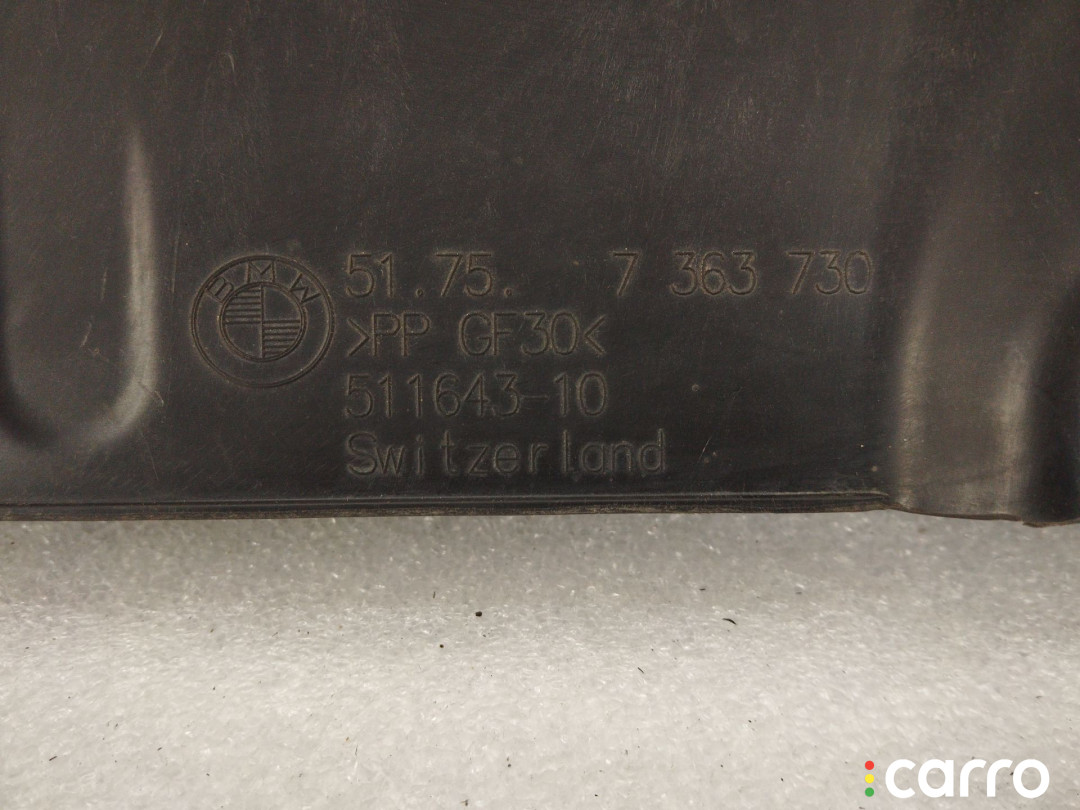 BMW
51.75. 7 363 730
>PP GF30<
511643-10
Switzerland
carro